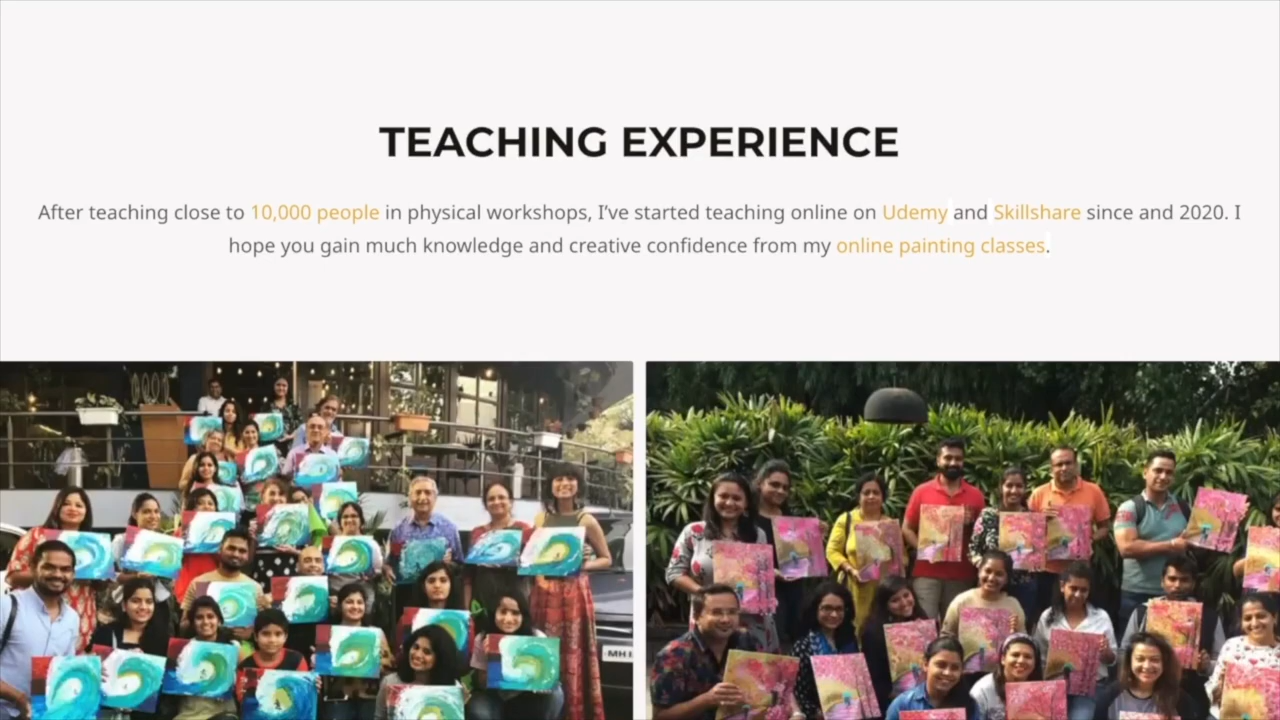 TEACHING EXPERIENCE
After teaching close to 10,000 people in physical workshops, I’ve started teaching online on Udemy and Skillshare since and 2020. I
hope you gain much knowledge and creative confidence from my online painting classes.